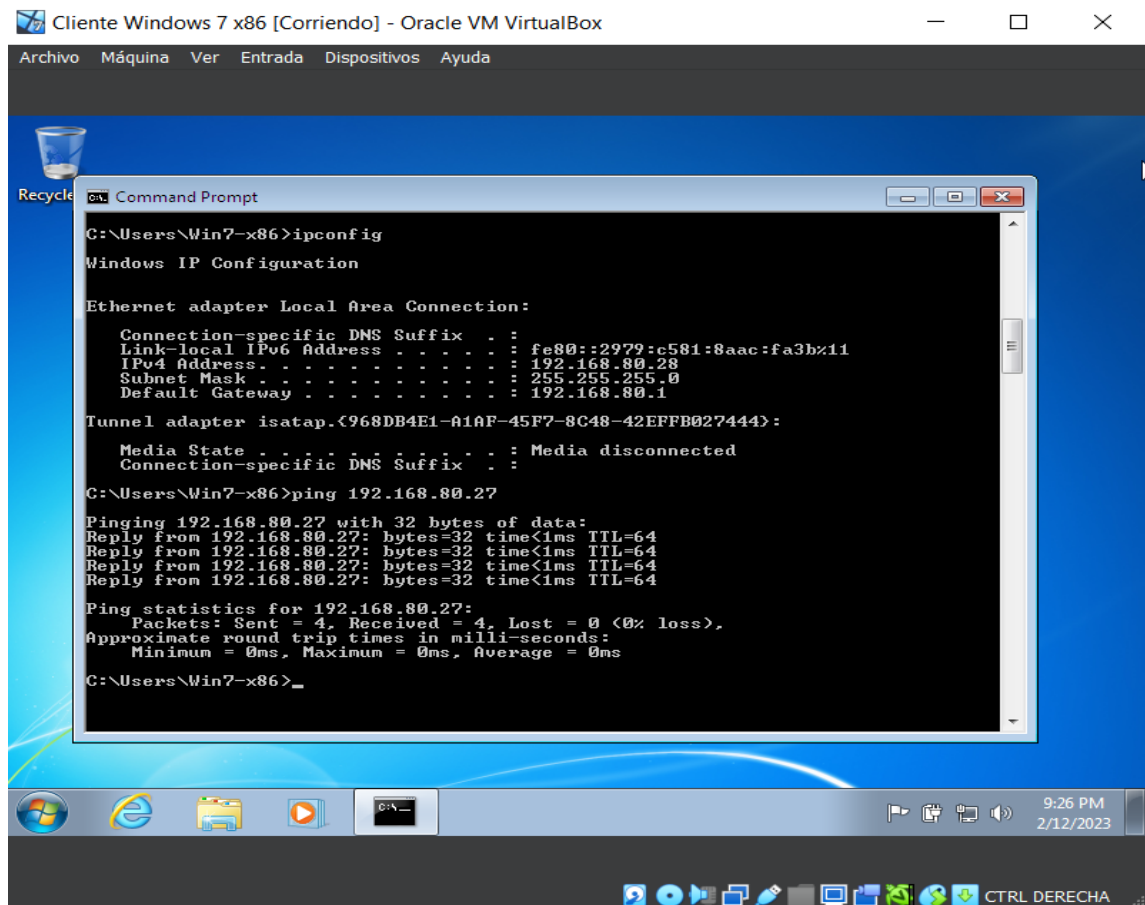 Cliente Windows 7 x86 [Corriendo] - Oracle VM VirtualBox
Archivo Máquina Ver Entrada Dispositivos Ayuda
Recycle
Command Prompt
C:\Users\Win7-x86>ipconfig
Windows IP Configuration
Ethernet adapter Local Area Connection:
Connection-specific DNS Suffix . :
Link-local IPv6 Address . . . . . : fe80::2979:c581:8aac:fa3b%11
IPv4 Address. . . . . . . . . . . : 192.168.80.28
Subnet Mask . . . . . . . . . . . : 255.255.255.0
Default Gateway . . . . . . . . . : 192.168.80.1
Tunnel adapter isatap.{968DB4E1-A1AF-45F7-8C48-42EFFB027444}:
Media State . . . . . . . . . . . : Media disconnected
Connection-specific DNS Suffix . :
C:\Users\Win7-x86>ping 192.168.80.27
Pinging 192.168.80.27 with 32 bytes of data:
Reply from 192.168.80.27: bytes=32 time<1ms TTL=64
Reply from 192.168.80.27: bytes=32 time<1ms TTL=64
Reply from 192.168.80.27: bytes=32 time<1ms TTL=64
Reply from 192.168.80.27: bytes=32 time<1ms TTL=64
Ping statistics for 192.168.80.27:
Packets: Sent = 4, Received = 4, Lost = 0 (0% loss),
Approximate round trip times in milli-seconds:
Minimum = 0ms, Maximum = 0ms, Average = 0ms
C:\Users\Win7-x86>_
9:26 PM
2/12/2023
CTRL DERECHA